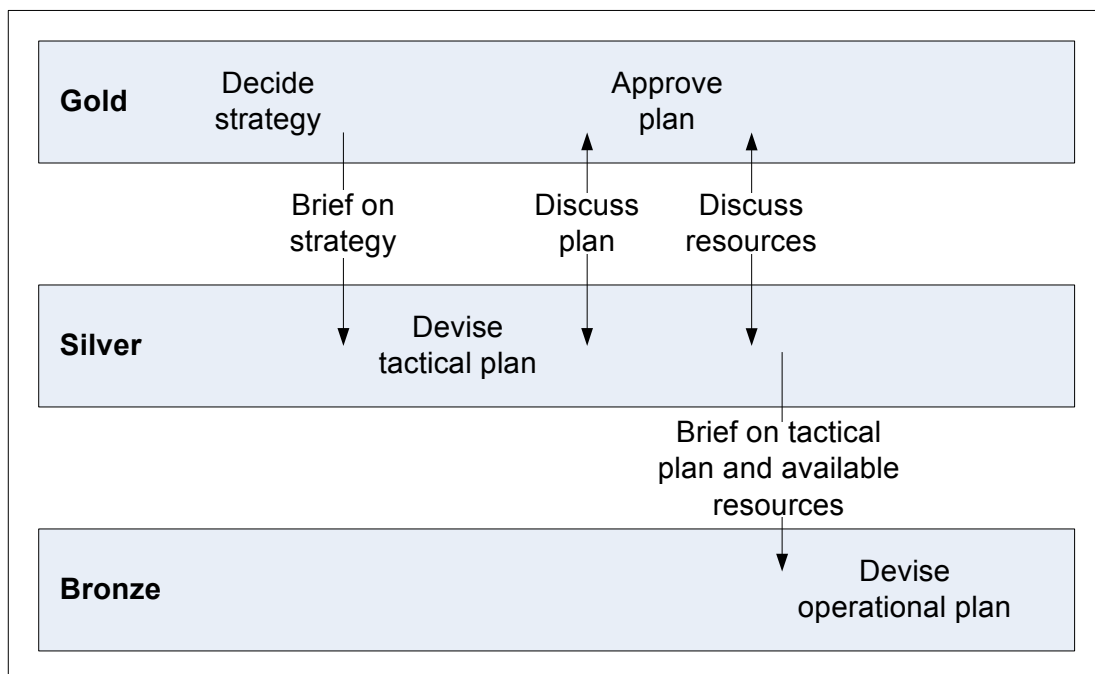 Gold
Decide
strategy
Approve
plan
Brief on
strategy
Discuss
plan
Discuss
resources
Silver
Devise
tactical plan
Brief on tactical
plan and available
resources
Bronze
Devise
operational plan